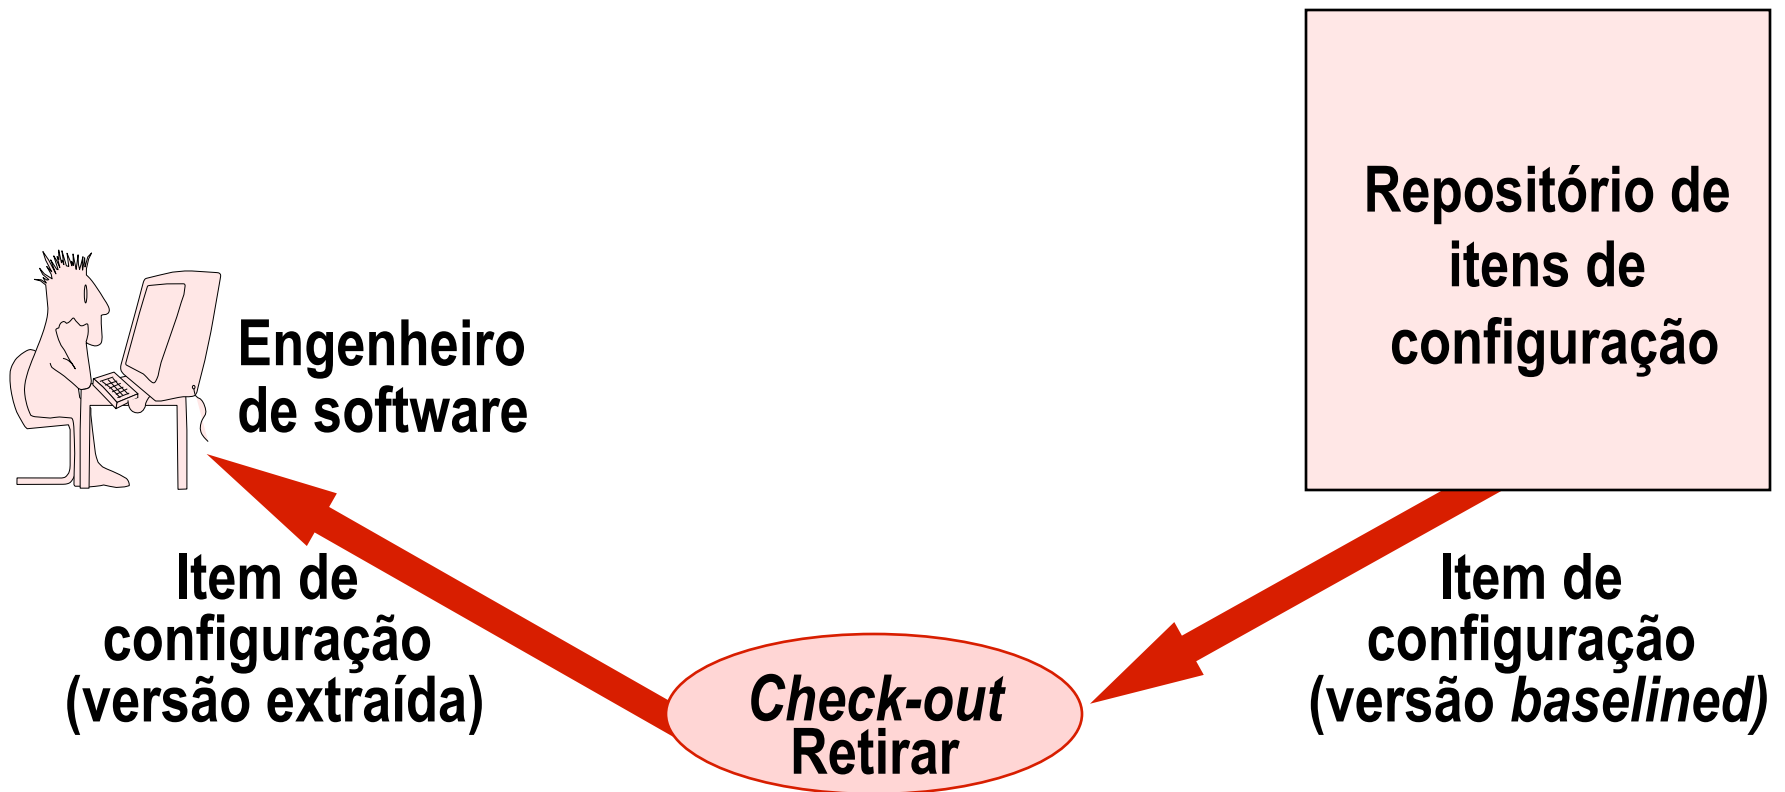 Repositório de
itens de
configuração
Engenheiro
de software
Item de
configuração
(versão extraída)
Check-out
Retirar
Item de
configuração
(versão baselined)